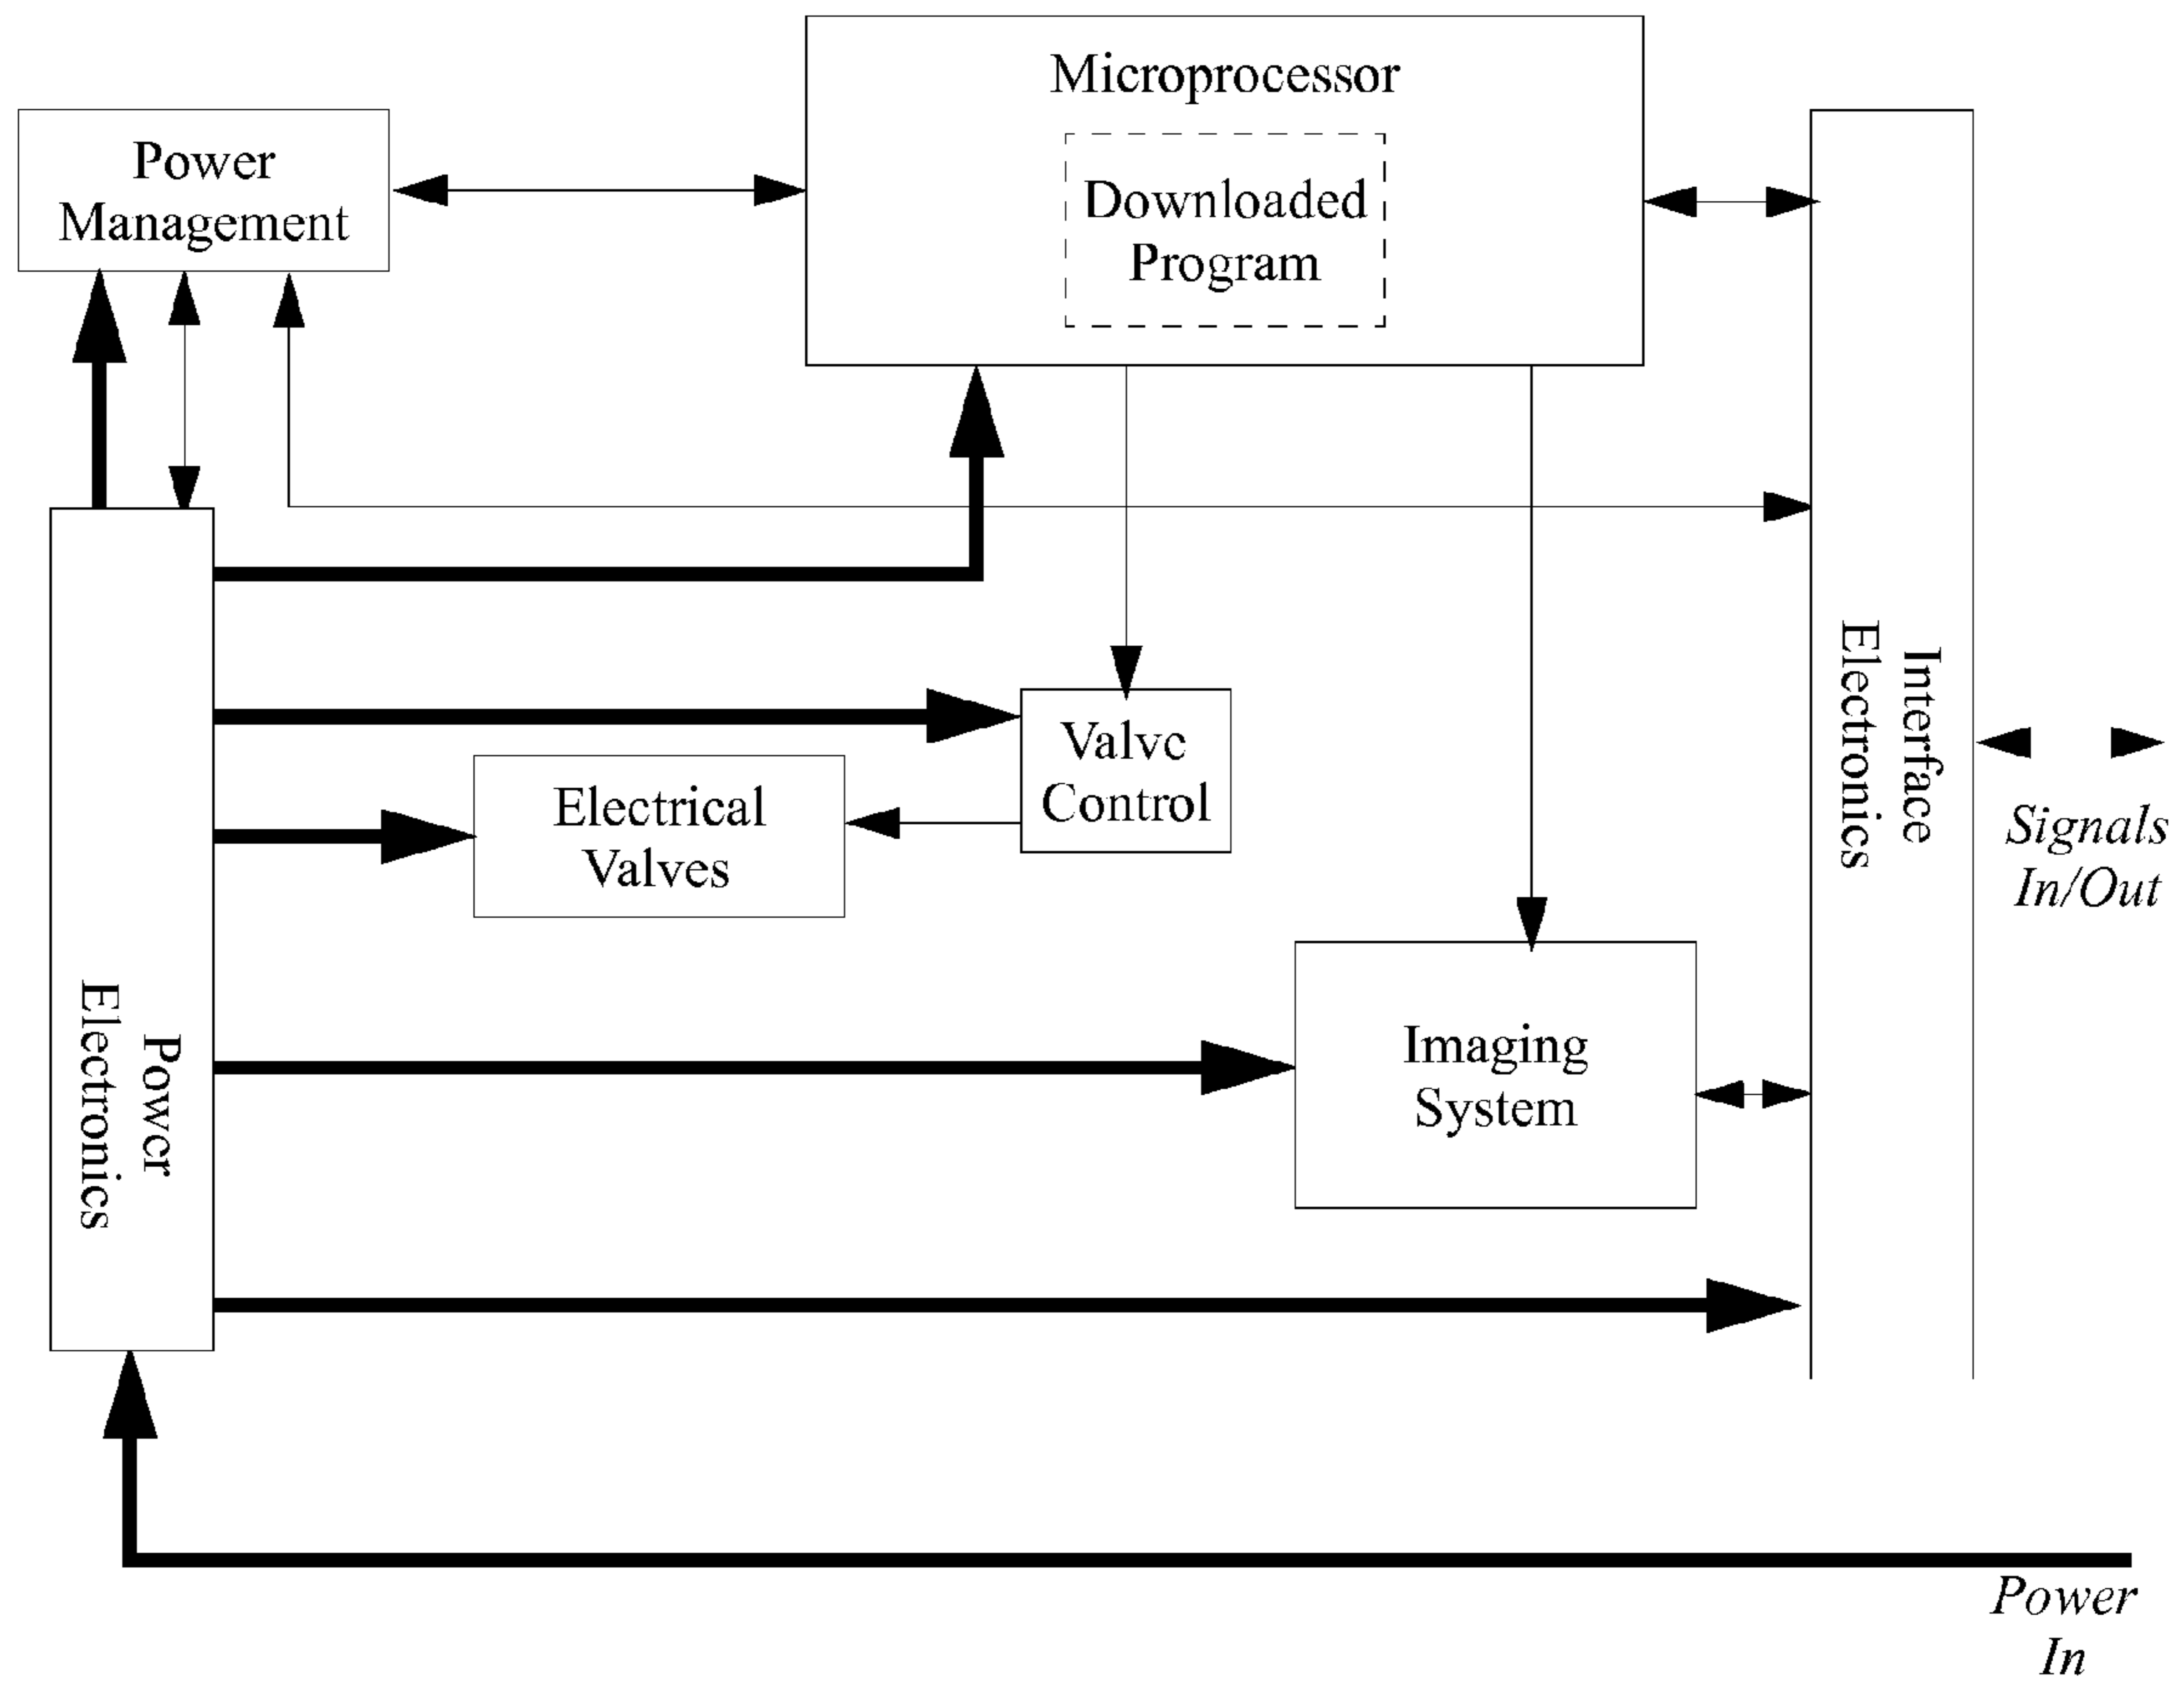 Microprocessor
Power
Management
Downloaded
Program
Valve
Control
Electrical
Valves
Interface
Electronics
Signals
In/Out
Power
Electronics
Imaging
System
Power
In